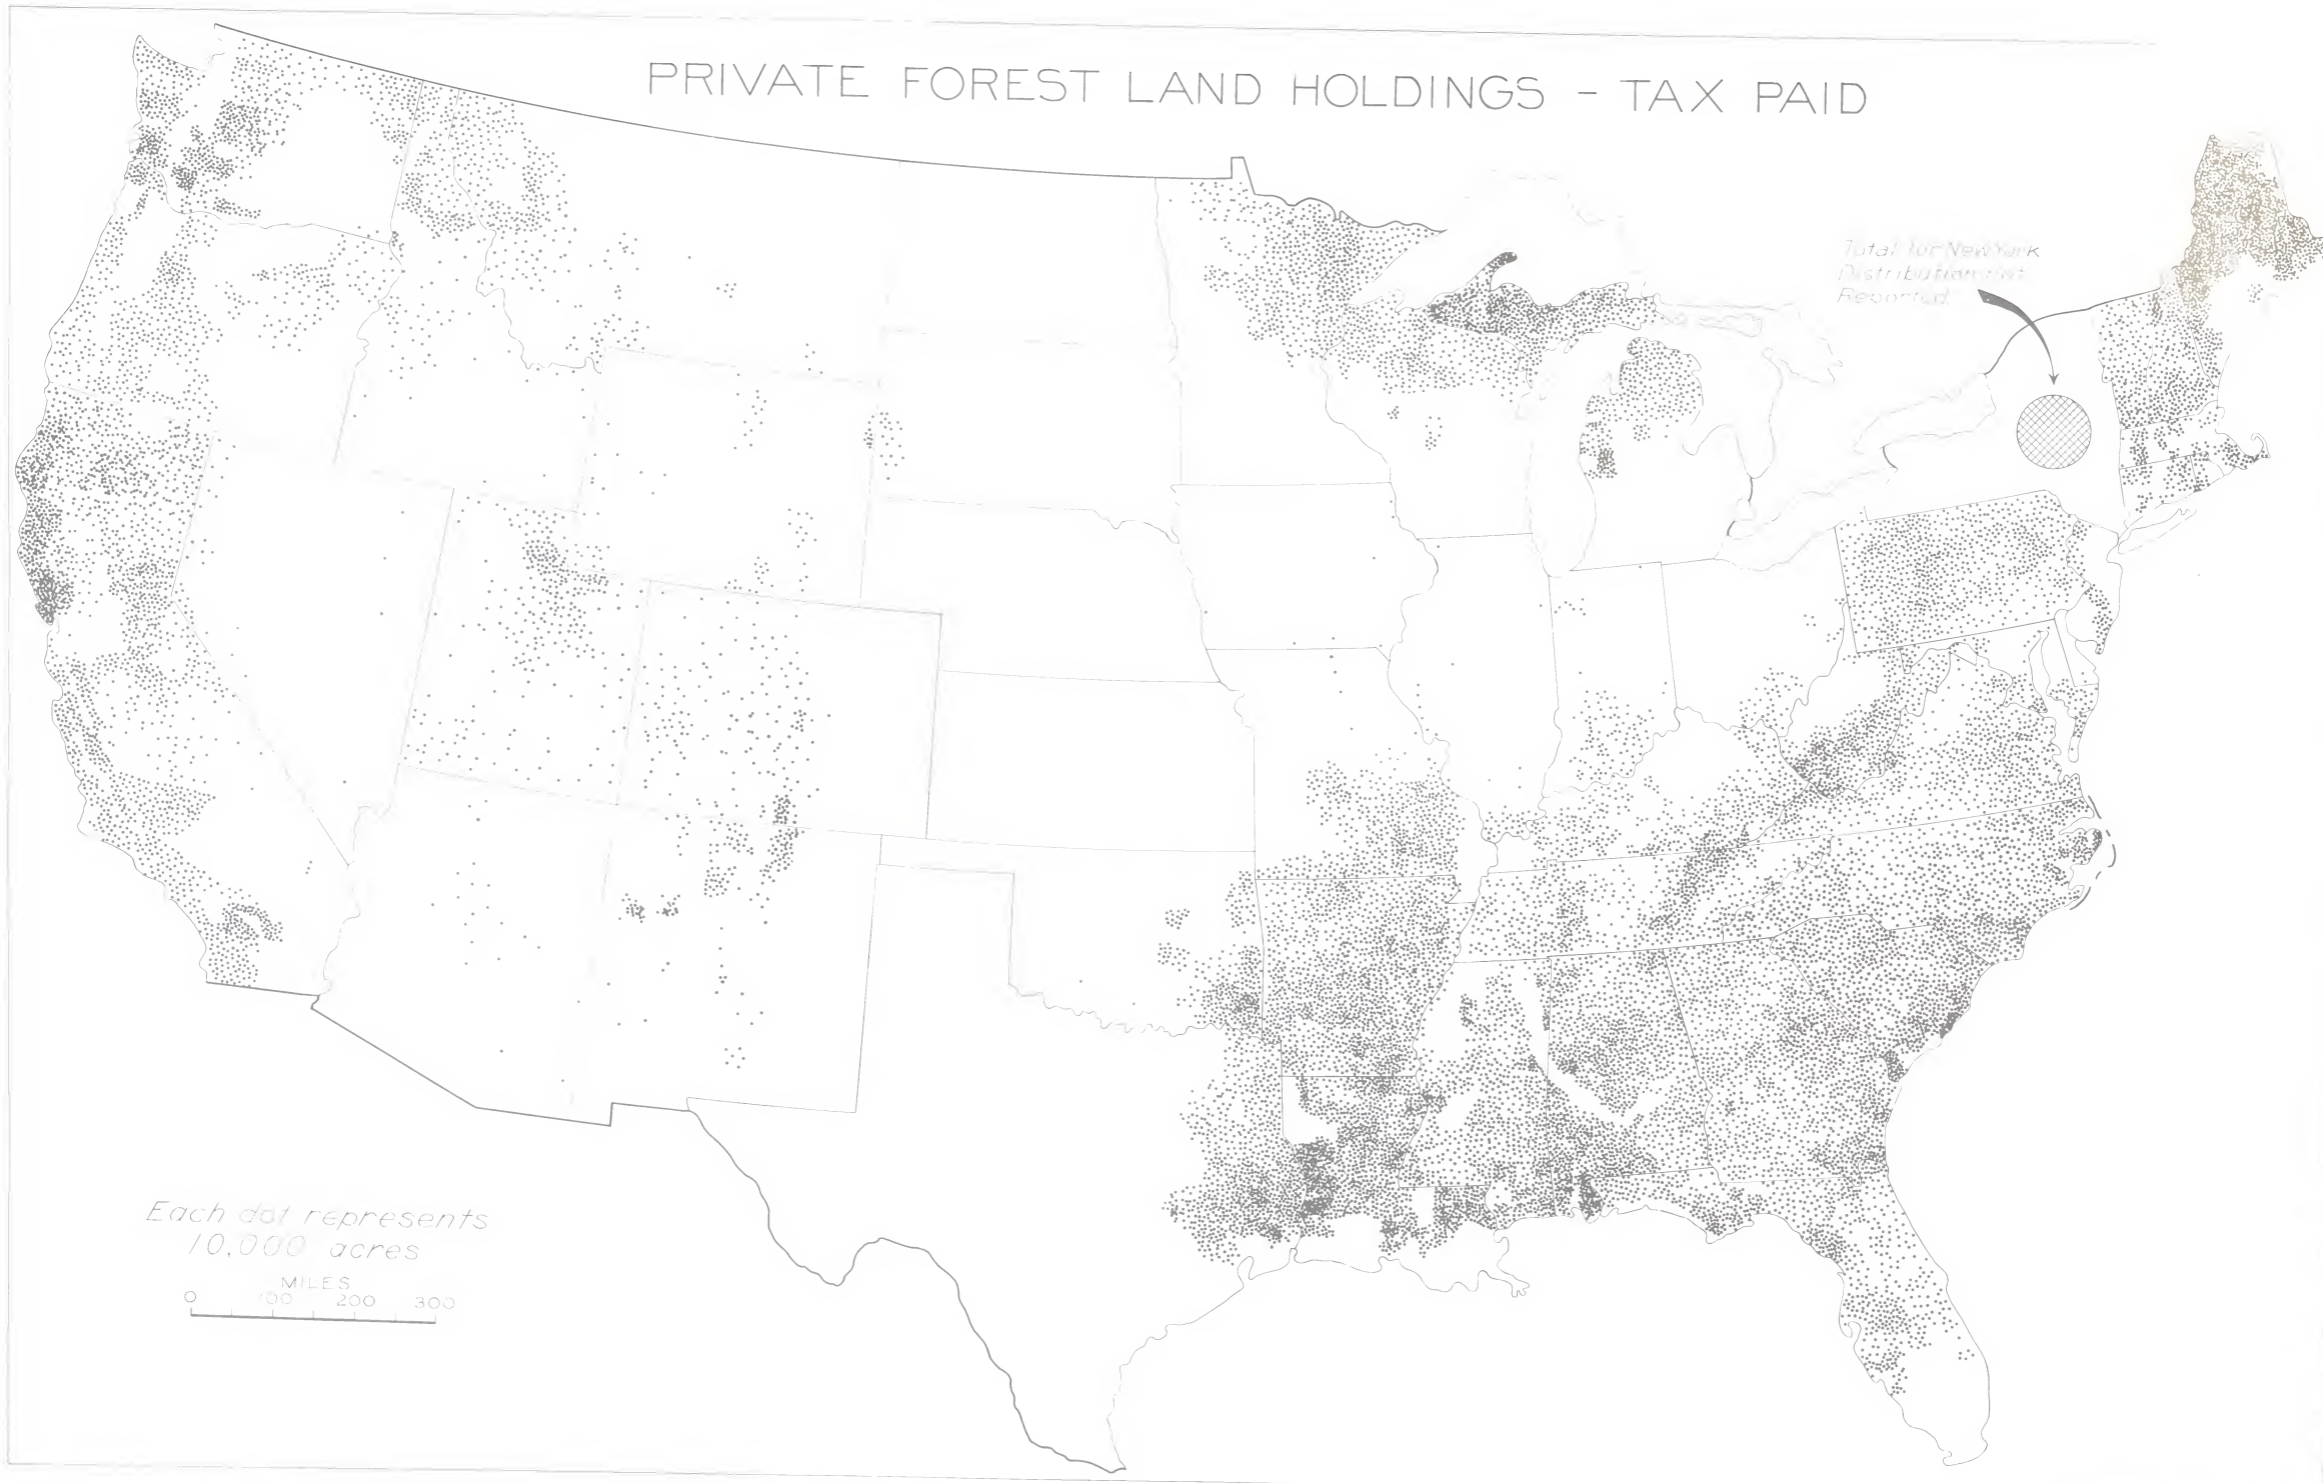 PRIVATE FOREST LAND HOLDINGS - TAX PAID
Total for New York
Distribution Not
Reported
Each dot represents
10,000 acres
MILES
0 100 200 300